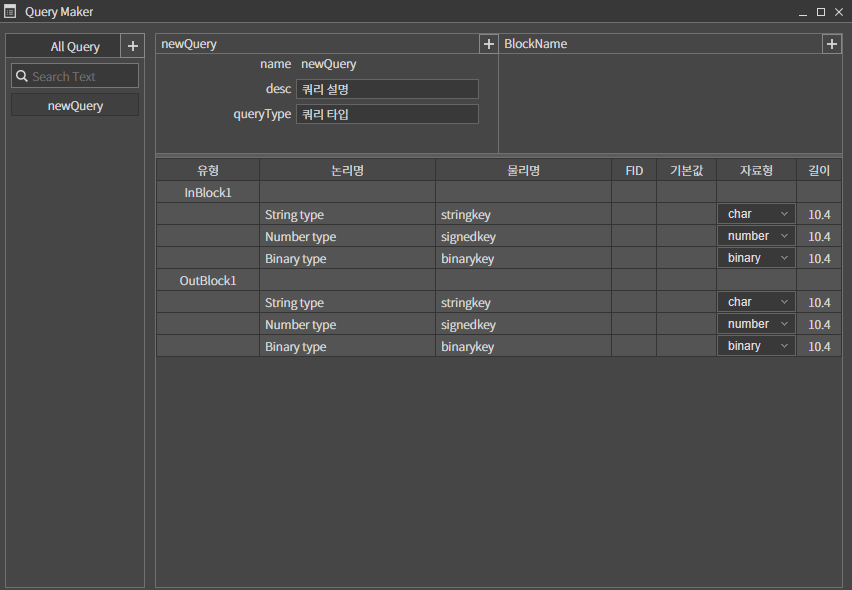 Query Maker
All Query +
Search Text
newQuery
newQuery + BlockName +
name newQuery
desc 쿼리 설명
queryType 쿼리 타입
유형 논리명 물리명 FID 기본값 자료형 길이
InBlock1
String type stringkey char 10.4
Number type signedkey number 10.4
Binary type binarykey binary 10.4
OutBlock1
String type stringkey char 10.4
Number type signedkey number 10.4
Binary type binarykey binary 10.4